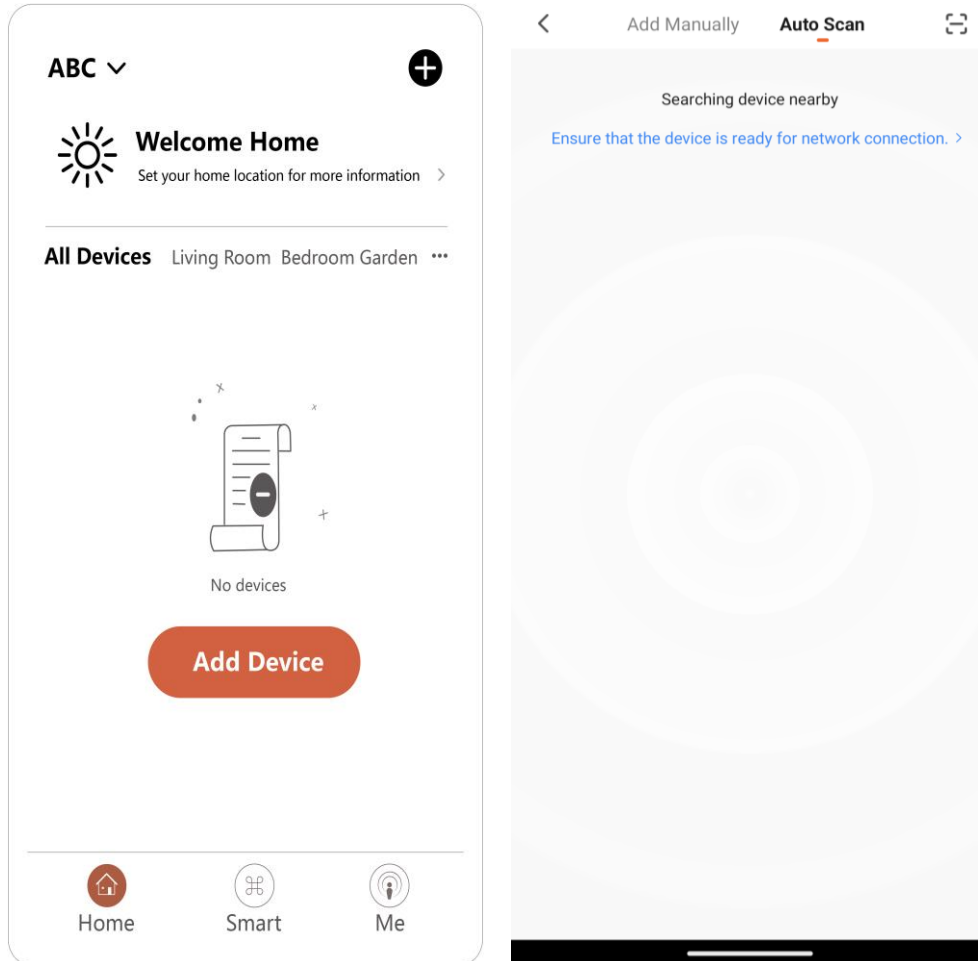 ABC
Welcome Home
Set your home location for more information
All Devices Living Room Bedroom Garden •••
No devices
Add Device
Home Smart Me
Add Manually Auto Scan
Searching device nearby
Ensure that the device is ready for network connection. >